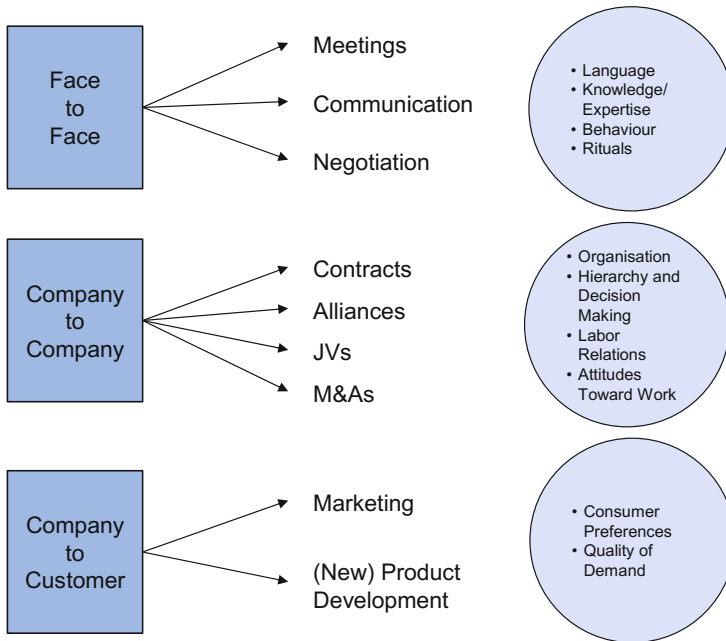 Face
to
Face
Meetings
Communication
Negotiation
• Language
• Knowledge/
Expertise
• Behaviour
• Rituals
Company
to
Company
Contracts
Alliances
JVs
M&As
• Organisation
• Hierarchy and
Decision
Making
• Labor
Relations
• Attitudes
Toward Work
Company
to
Customer
Marketing
(New) Product
Development
• Consumer
Preferences
• Quality of
Demand